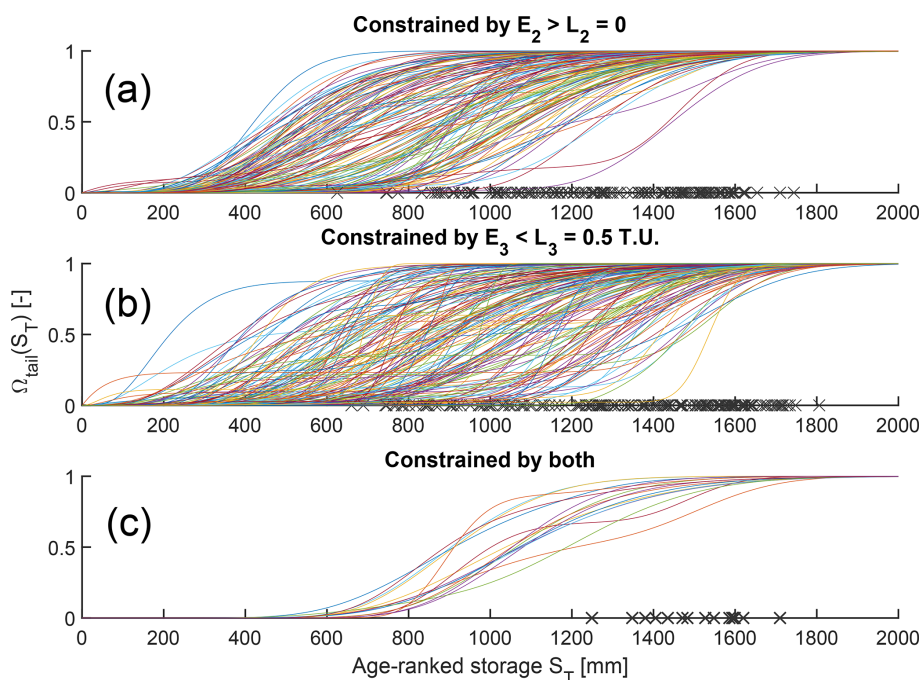 Constrained by E₂ > L₂ = 0
(a)
1
0.5
0
0 200 400 600 800 1000 1200 1400 1600 1800 2000
Constrained by E₃ < L₃ = 0.5 T.U.
(b)
1
0.5
0
Ω_tail(S_T) [-]
0 200 400 600 800 1000 1200 1400 1600 1800 2000
Constrained by both
(c)
1
0.5
0
0 200 400 600 800 1000 1200 1400 1600 1800 2000
Age-ranked storage S_T [mm]